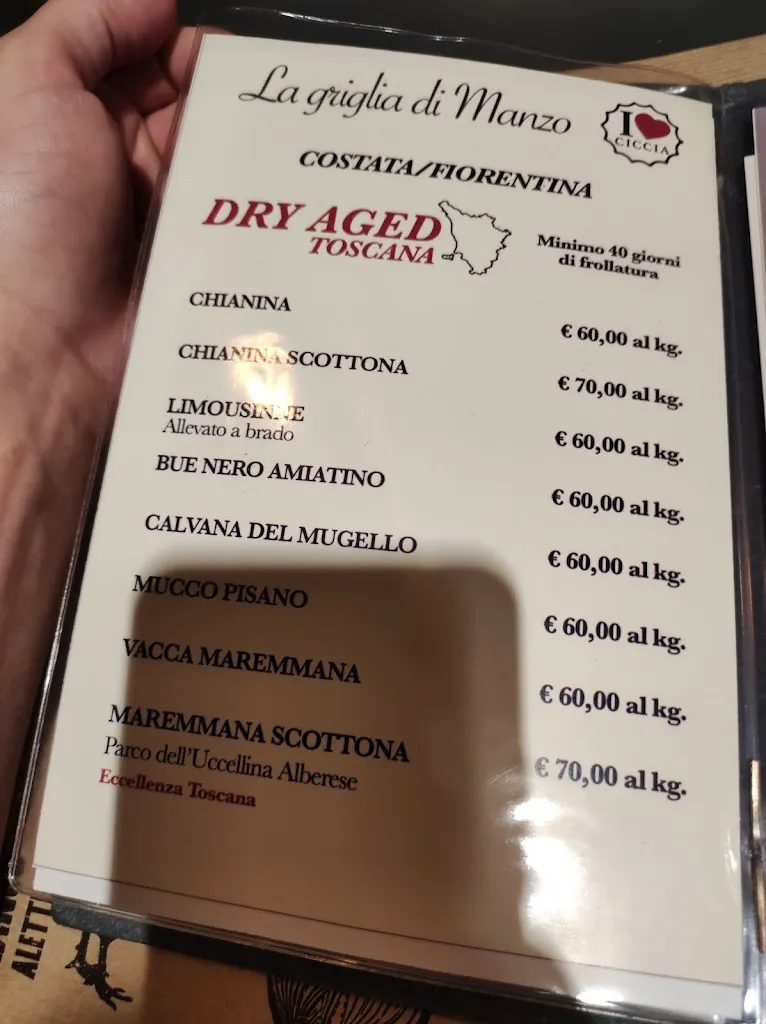 La griglia di Manzo
I
CICCIA
COSTATA/FIORENTINA
DRY AGED
TOSCANA
Minimo 40 giorni
di frollatura
CHIANINA
€ 60,00 al kg.
CHIANINA SCOTTONA
€ 70,00 al kg.
LIMOUSINNE
Allevato a brado
€ 60,00 al kg.
BUE NERO AMIATINO
€ 60,00 al kg.
CALVANA DEL MUGELLO
€ 60,00 al kg.
MUCCO PISANO
€ 60,00 al kg.
VACCA MAREMMANA
€ 60,00 al kg.
MAREMMANA SCOTTONA
Parco dell'Uccellina Alberese
€ 70,00 al kg.
Eccellenza Toscana